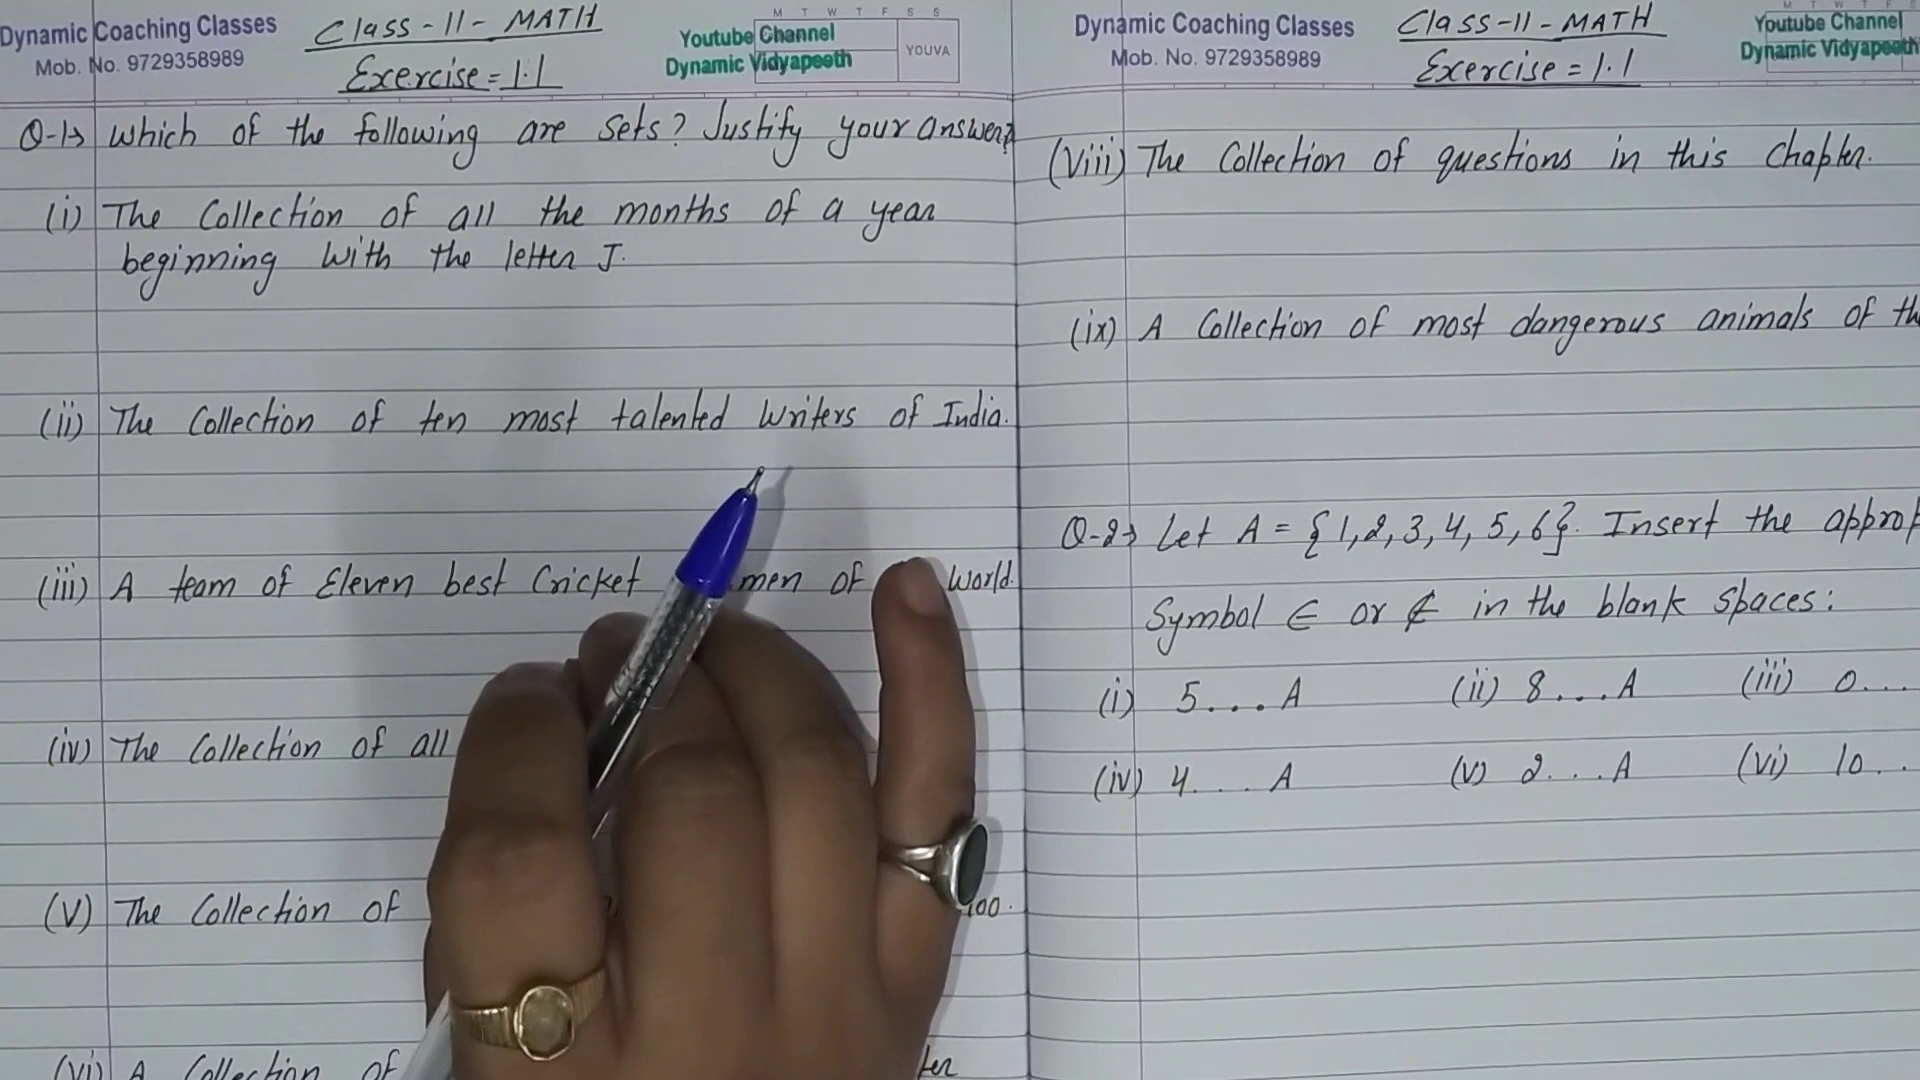 Dynamic Coaching Classes
Mob. No. 9729358989
Class-11-MATH
Exercise = 1.1
M T W T F S S
YOUVA
Youtube Channel
Dynamic Vidyapeeth
Q-1→ Which of the following are sets? Justify your answer?
(i) The Collection of all the months of a year
beginning with the letter J.
(ii) The Collection of ten most talented writers of India.
(iii) A team of Eleven best Cricket men of world.
(iv) The Collection of all
(v) The Collection of 100.
(vi) A Collection of
Dynamic Coaching Classes
Mob. No. 9729358989
Class-11-MATH
Exercise = 1.1
Youtube Channel
Dynamic Vidyapeeth
(viii) The Collection of questions in this Chapter.
(ix) A Collection of most dangerous animals of
Q-2→ Let A = {1,2,3,4,5,6}. Insert the
Symbol ∈ or ∉ in the blank spaces:
(i) 5...A (ii) 8...A (iii) 0...
(iv) 4....A (v) 2...A (vi) 10..